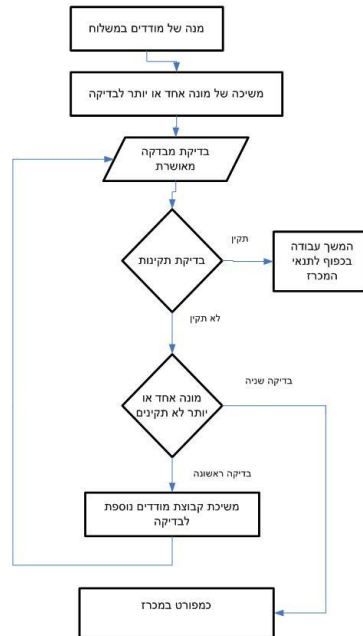 מנה של מודדים במשלוח
משיכה של מונה אחד או יותר לבדיקה
בדיקת מבדקה
מאושרת
בדיקת תקינות
תקין
המשך עבודה
בכפוף לתנאי
המכרז
לא תקין
מונה אחד או
יותר לא תקינים
בדיקה שניה
בדיקה ראשונה
משיכת קבוצת מודדים נוספת
לבדיקה
כמפורט במכרז